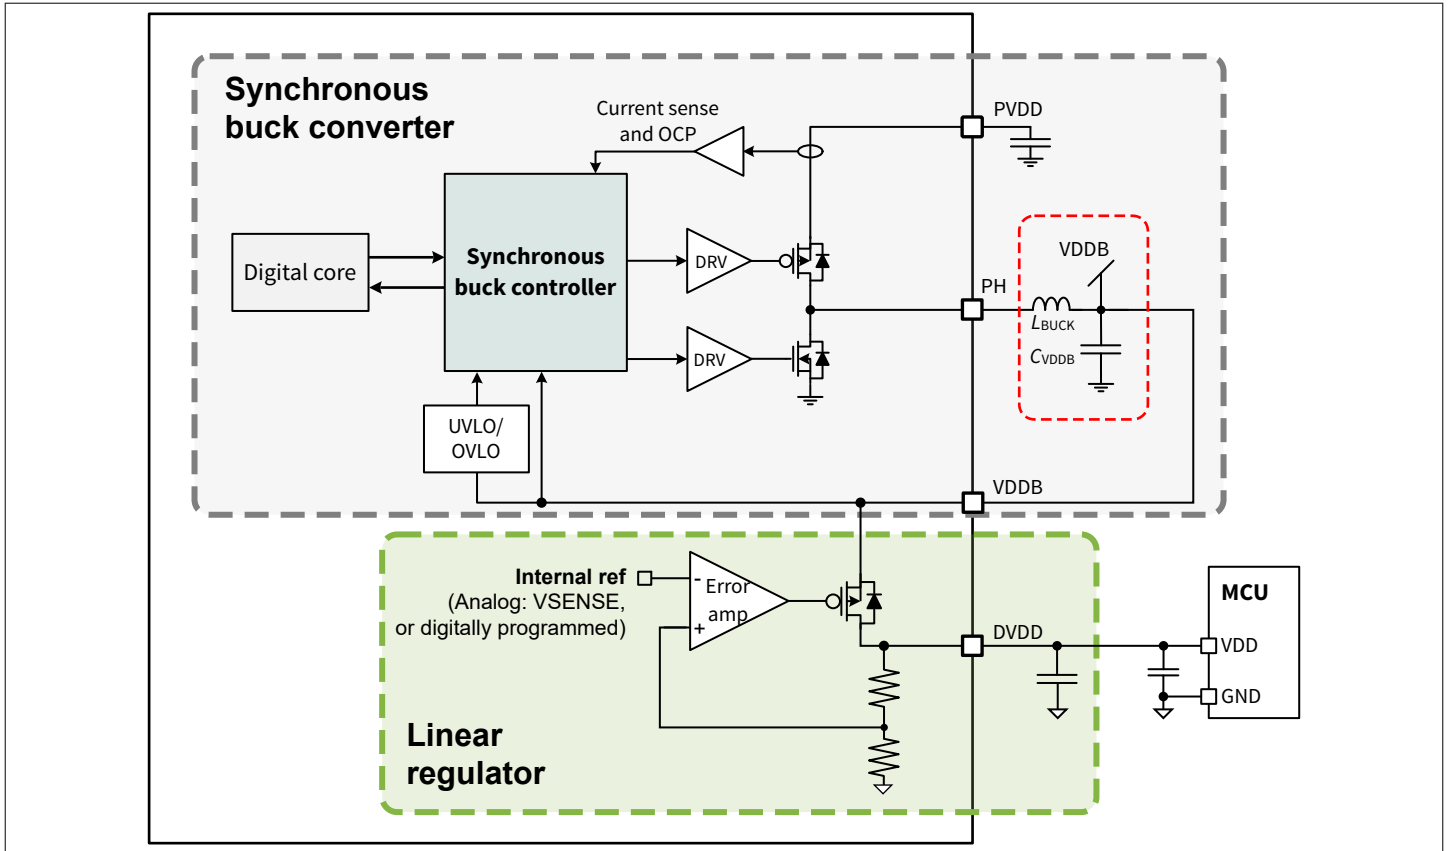 Synchronous
buck converter
Current sense
and OCP
PVDD
Digital core
Synchronous
buck controller
DRV
DRV
PH
VDDB
LBUCK
CVDDB
UVLO/
OVLO
VDDB
Internal ref
(Analog: VSENSE,
or digitally programmed)
-
+
Error
amp
DVDD
MCU
VDD
GND
Linear
regulator